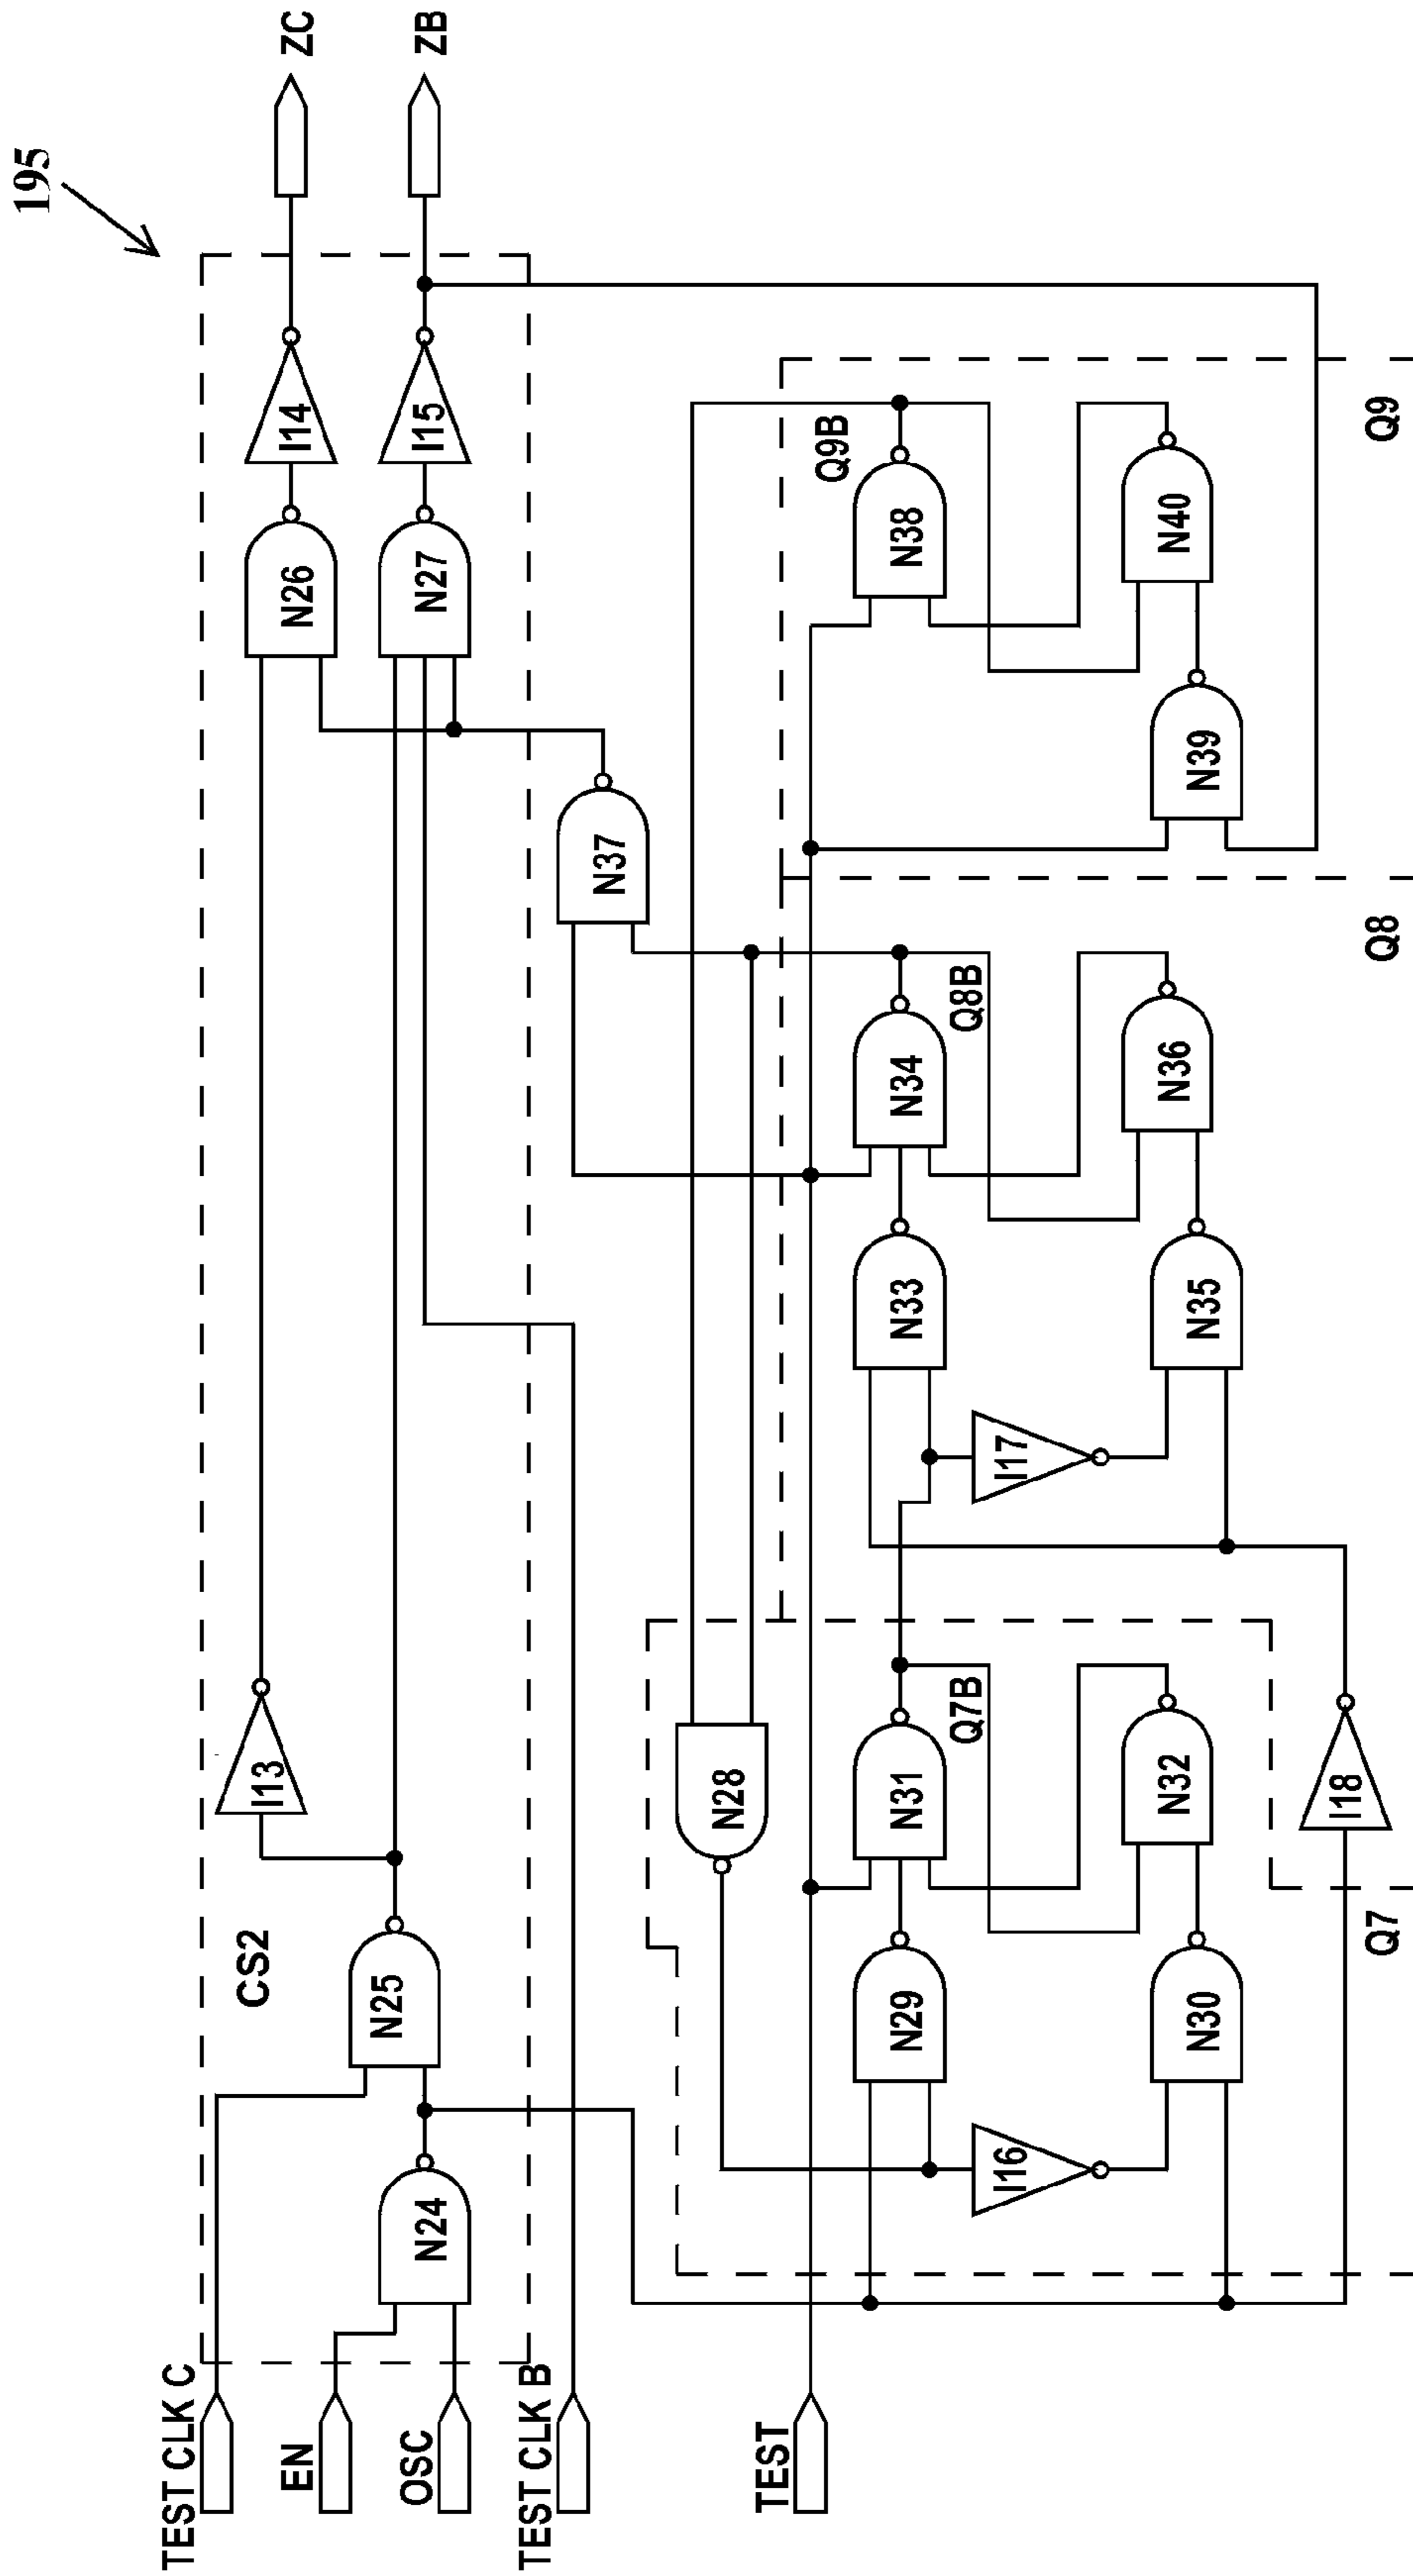 195
TEST CLK C
EN
OSC
TEST CLK B
TEST
CS2
N24
N25
I13
N26
I14
ZC
N27
I15
ZB
N37
N28
Q7B
N29
N31
I16
N30
N32
Q7
I18
N33
N34
Q8B
I17
N35
N36
Q8
N38
Q9B
N39
N40
Q9